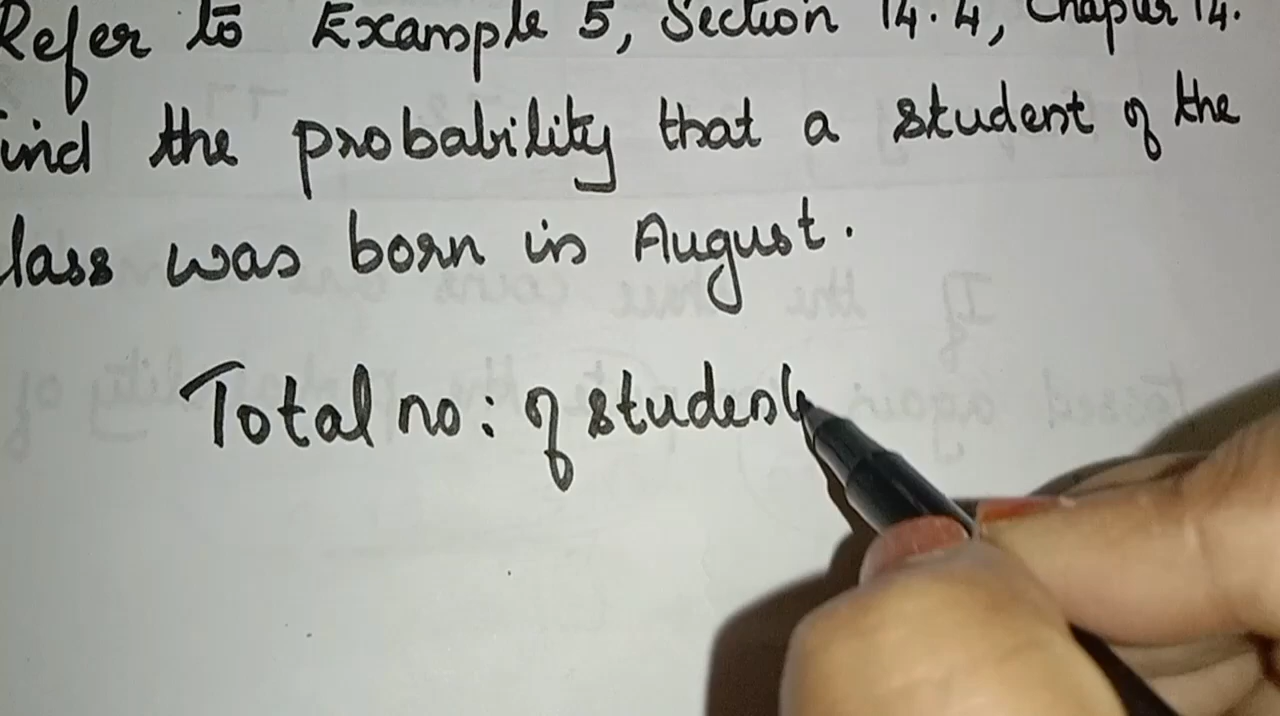 Refer to Example 5, Section 14.4, Chapter 14.
ind the probability that a student of the
lass was born in August.
Total no: of student